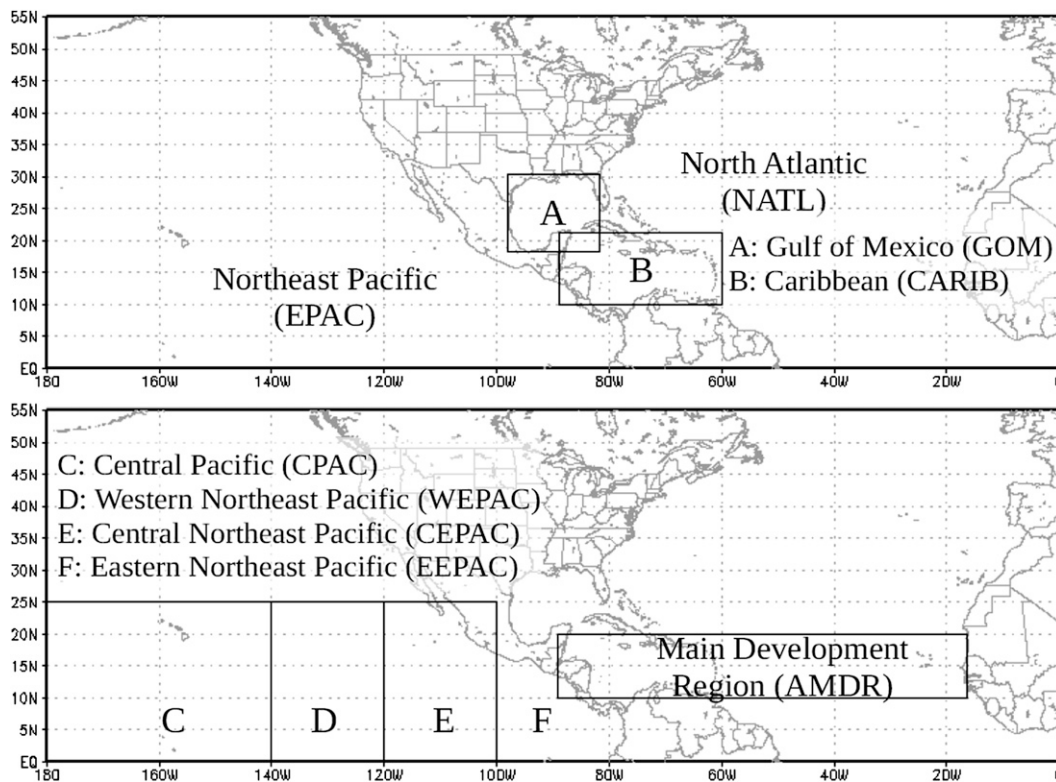 55N
50N
45N
40N
35N
30N
25N
20N
15N
10N
5N
EQ
North Atlantic
(NATL)
A
A: Gulf of Mexico (GOM)
B
B: Caribbean (CARIB)
Northeast Pacific
(EPAC)
180 160W 140W 120W 100W 80W 60W 40W 20W
55N
50N
45N
40N
35N
30N
25N
20N
15N
10N
5N
EQ
C: Central Pacific (CPAC)
D: Western Northeast Pacific (WEPAC)
E: Central Northeast Pacific (CEPAC)
F: Eastern Northeast Pacific (EEPAC)
Main Development
Region (AMDR)
C D E F
180 160W 140W 120W 100W 80W 60W 40W 20W